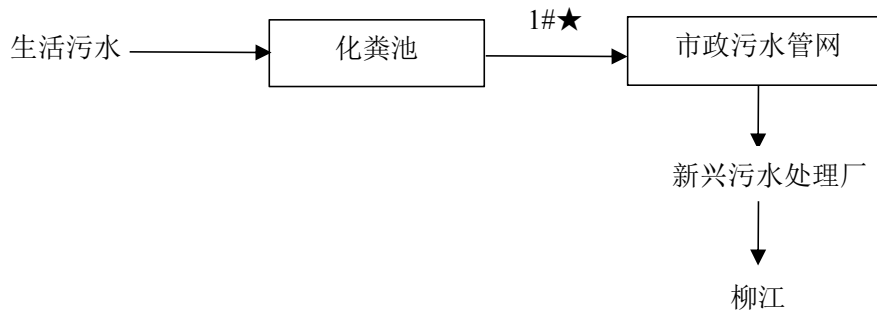 生活污水
化粪池
1#★
市政污水管网
新兴污水处理厂
柳江